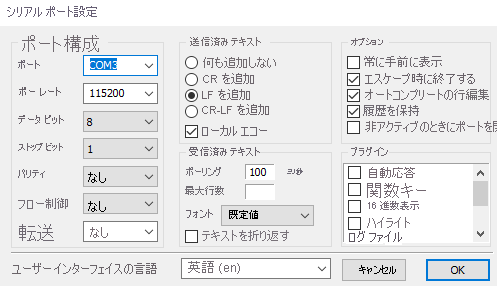 シリアル ポート設定
ポート構成
ポート
COM3
ボー レート
115200
データ ビット
8
ストップ ビット
1
パリティ
なし
フロー制御
なし
転送
なし
送信済みテキスト
何も追加しない
CR を追加
LF を追加
CR-LF を追加
ローカル エコー
受信済みテキスト
ポーリング
100
ミリ秒
最大行数
フォント
既定値
テキストを折り返す
オプション
常に手前に表示
エスケープ時に終了する
オートコンプリートの行編集
履歴を保持
非アクティブのときにポートを
プラグイン
自動応答
関数キー
16 進数表示
ハイライト
ログ ファイル
ユーザー インターフェイスの言語
英語 (en)
キャンセル
OK